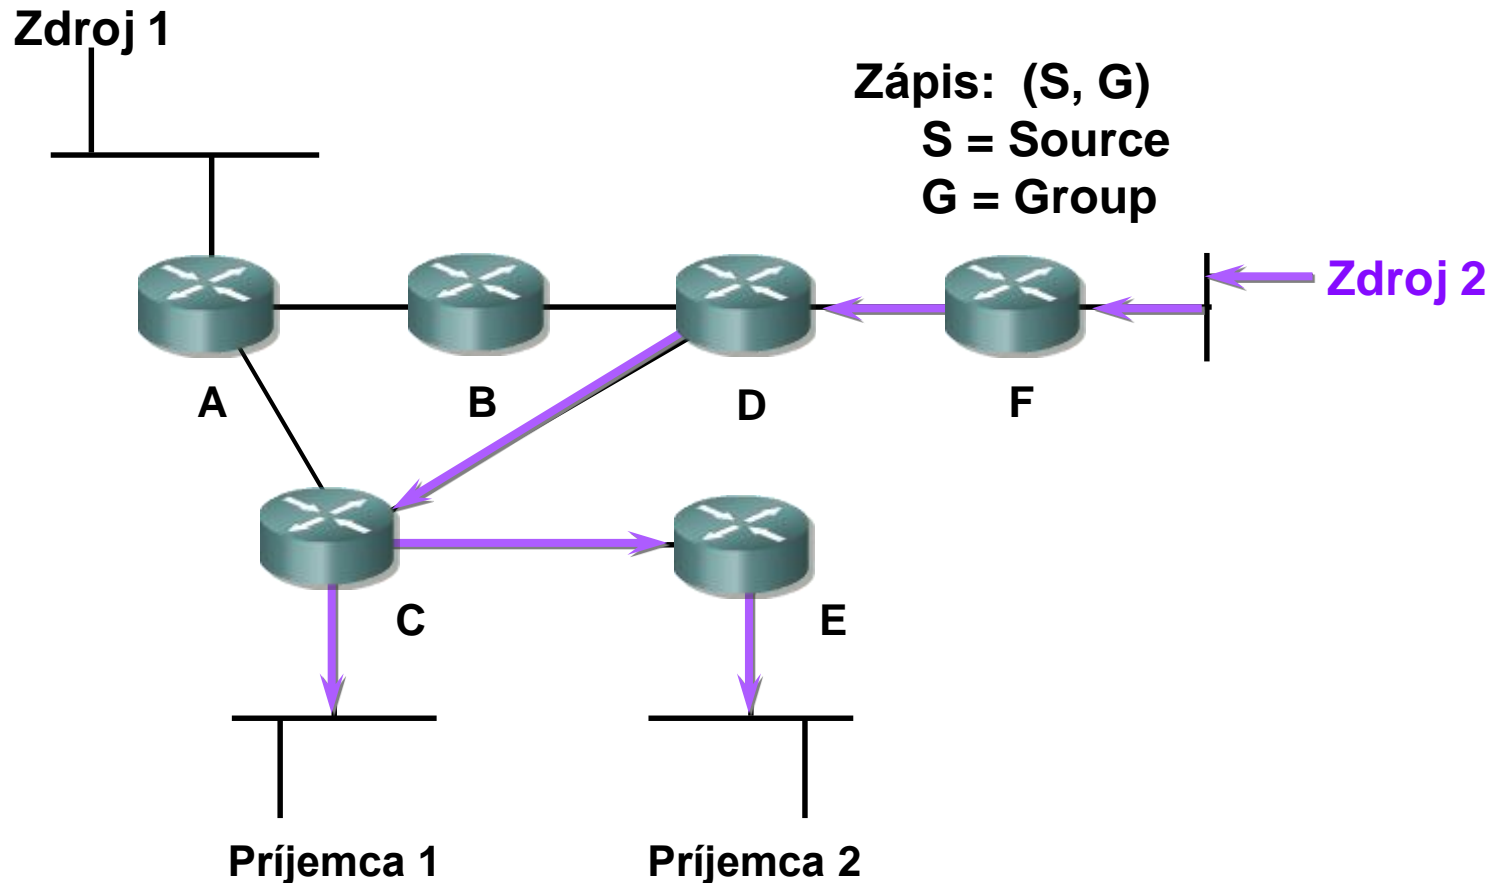 Zdroj 1
Zápis: (S, G)
S = Source
G = Group
Zdroj 2
A
B
D
F
C
E
Príjemca 1
Príjemca 2